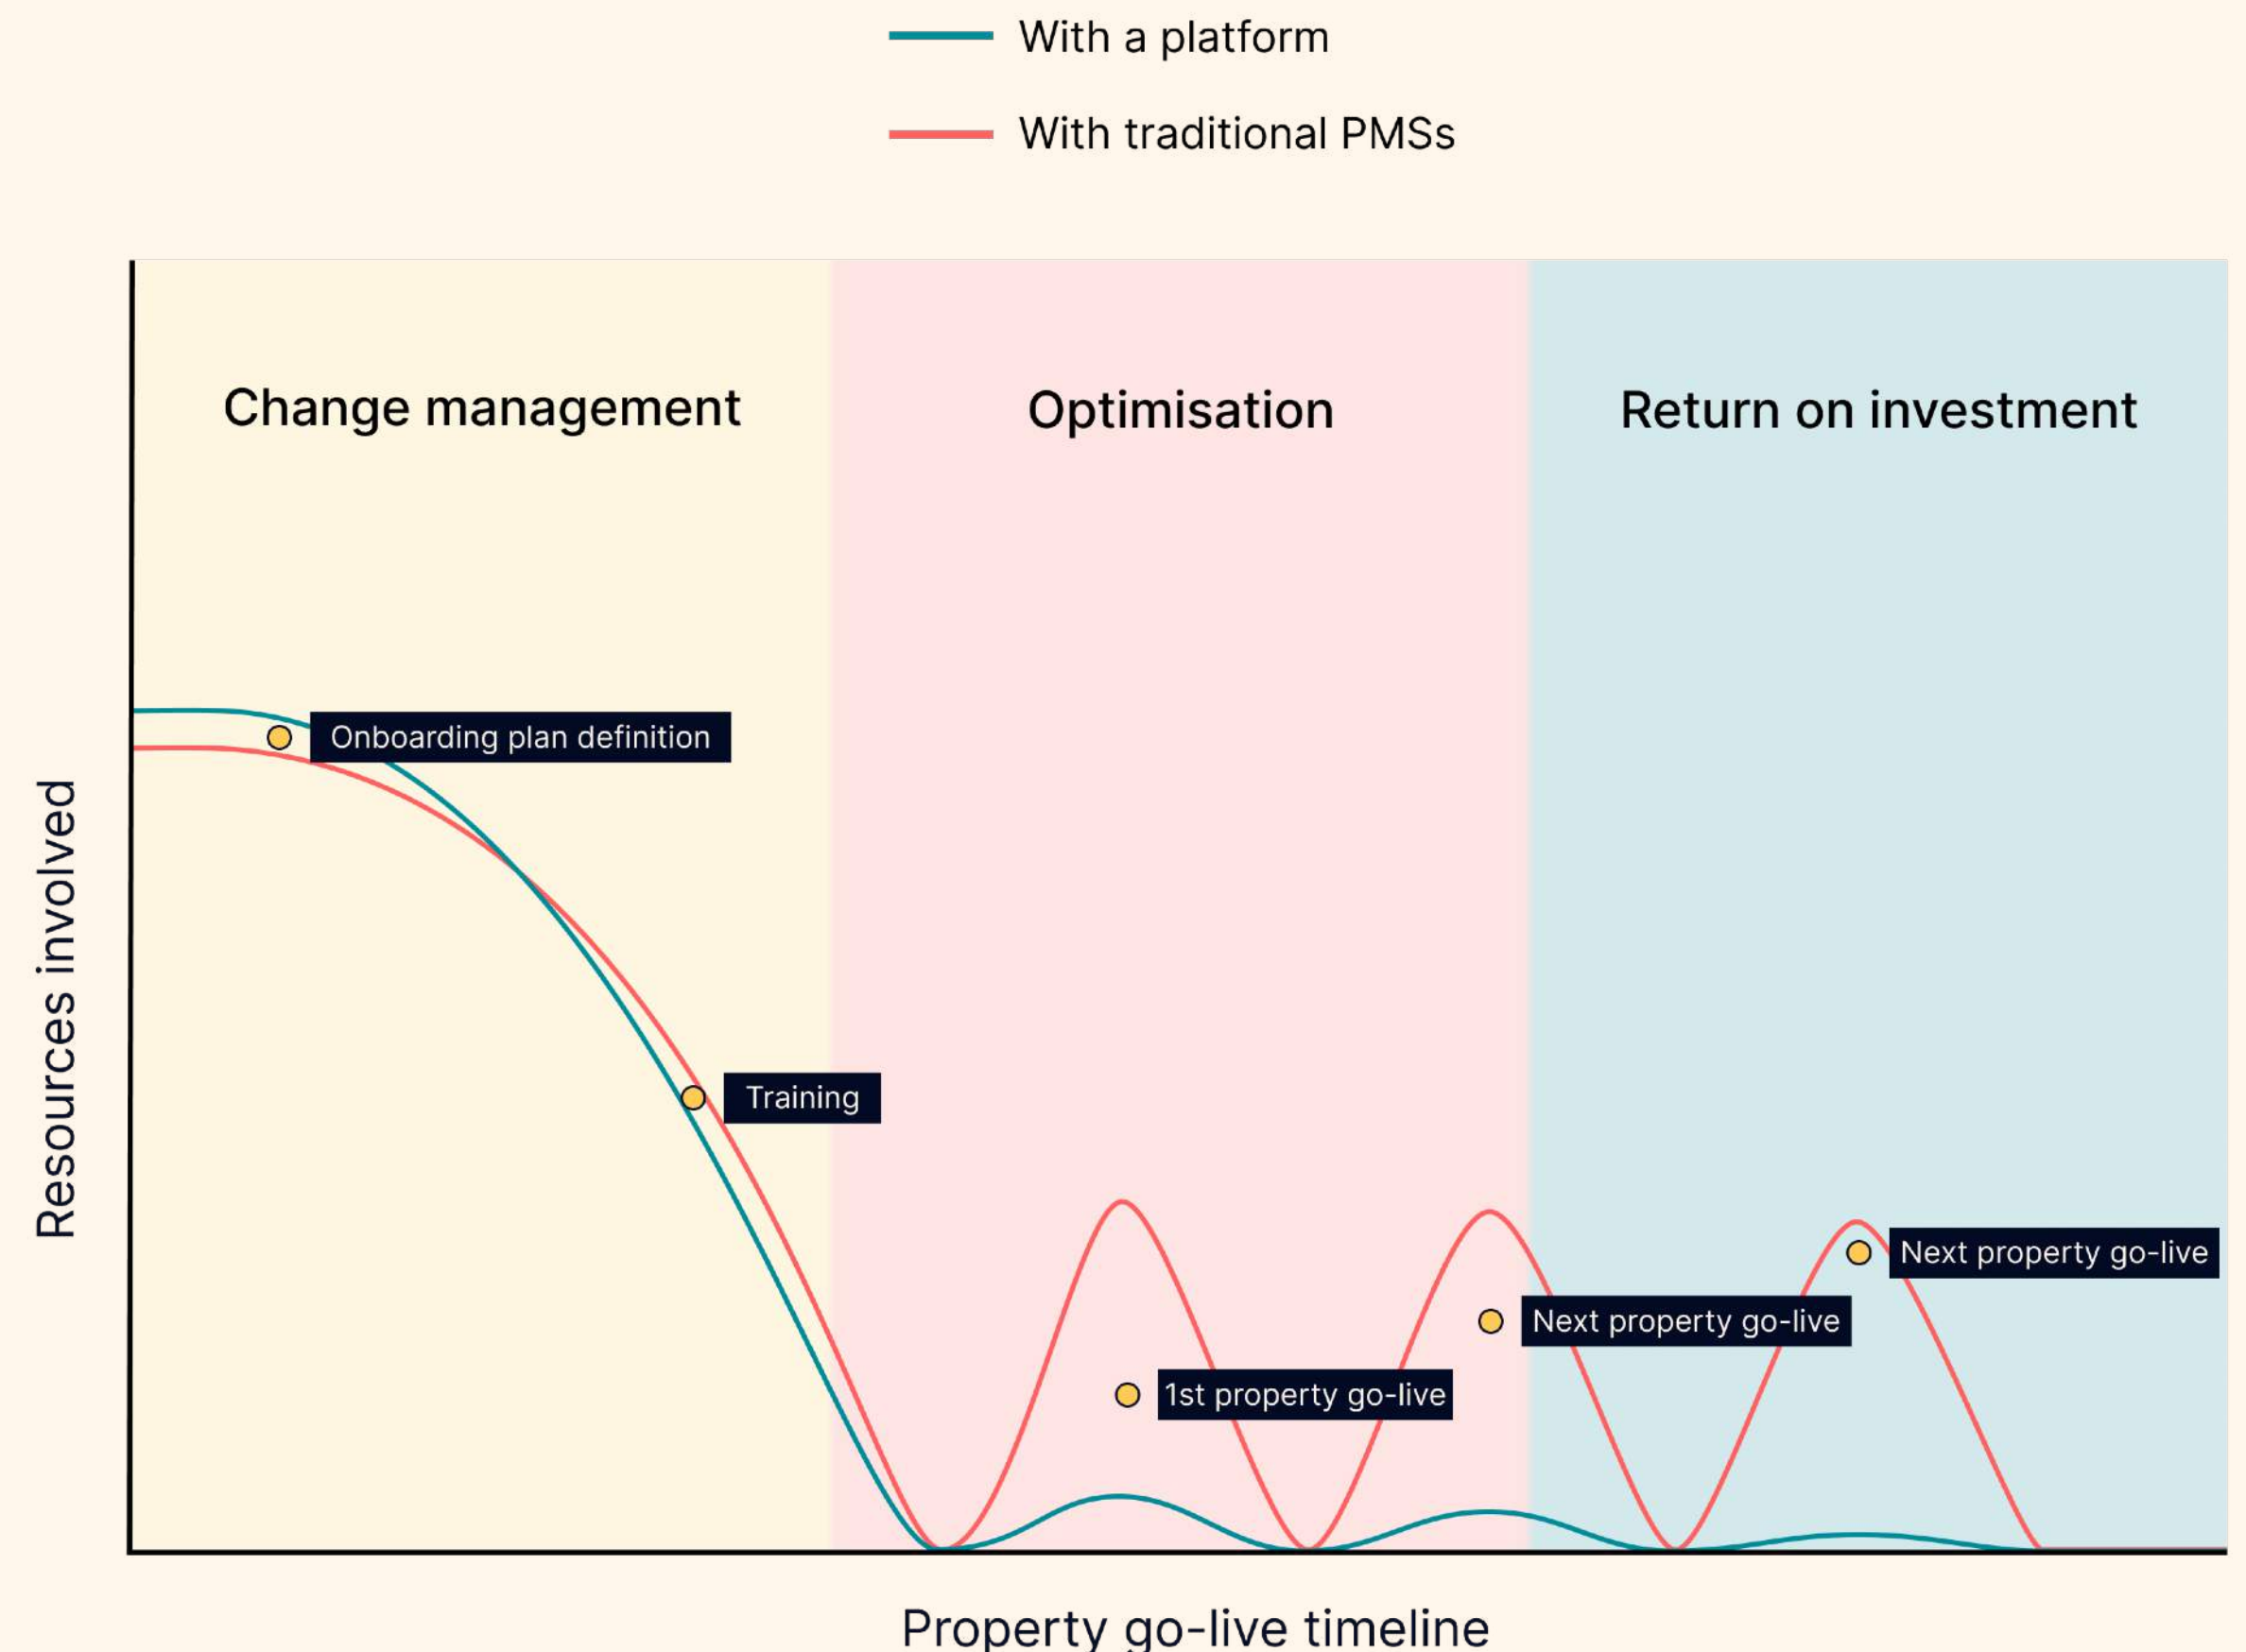 With a platform
With traditional PMSs
Change management
Optimisation
Return on investment
Resources involved
Onboarding plan definition
Training
Next property go-live
Next property go-live
1st property go-live
Property go-live timeline